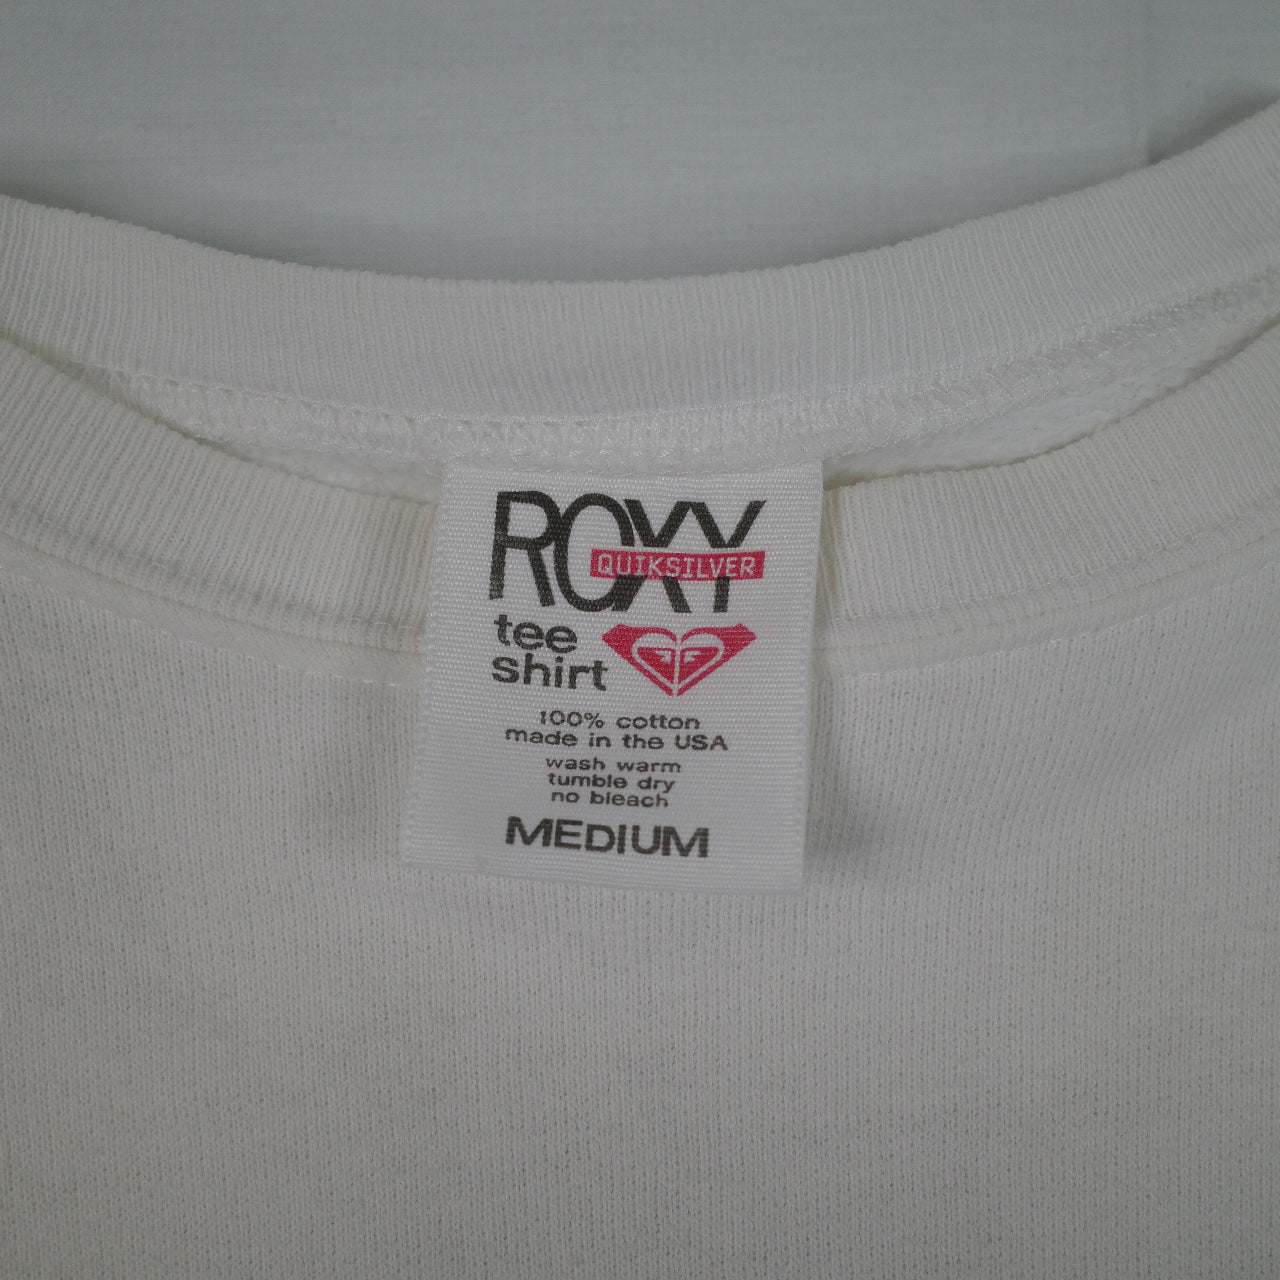 ROXY
QUIKSILVER
tee
shirt
100% cotton
made in the USA
wash warm
tumble dry
no bleach
MEDIUM